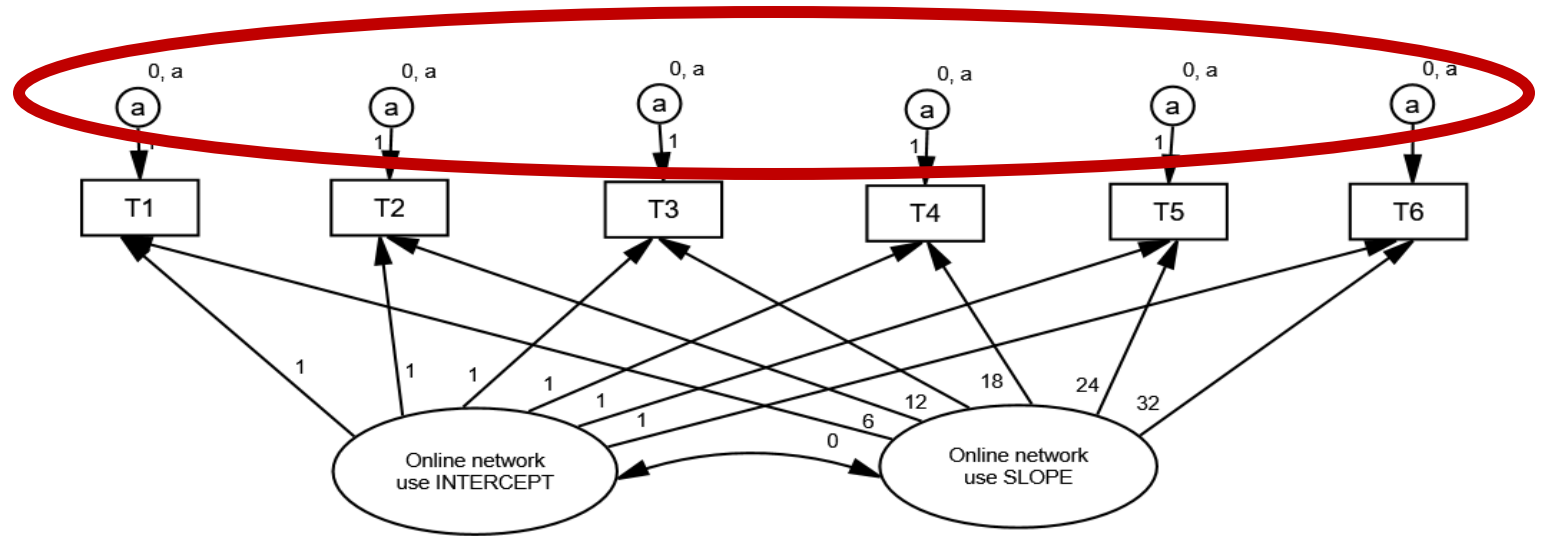 0, a
0, a
0, a
0, a
0, a
0, a
a
a
a
a
a
a
1
1
1
1
1
T1
T2
T3
T4
T5
T6
1
1
1
1
1
1
0
6
12
18
24
32
Online network
use INTERCEPT
Online network
use SLOPE